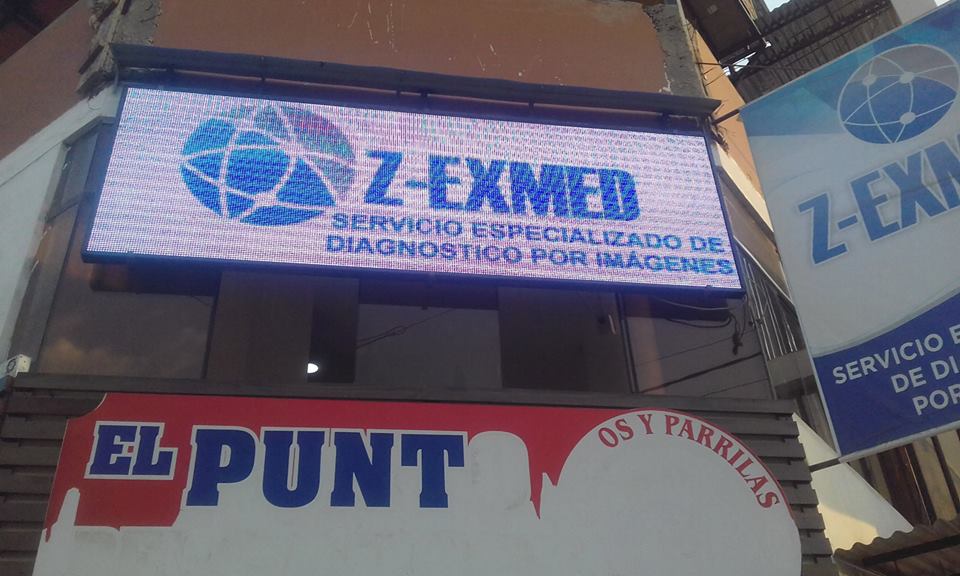 Z-EXMED
SERVICIO ESPECIALIZADO DE
DIAGNOSTICO POR IMÁGENES
Z-EXM
SERVICIO E
DE DI
POR
EL PUNT
OS Y PARRILAS